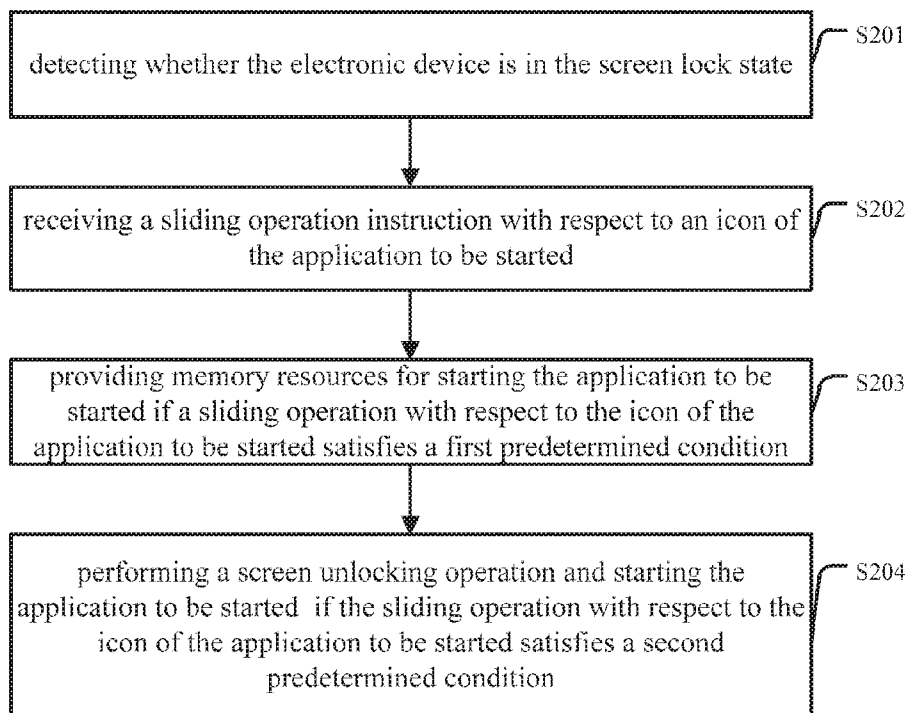 detecting whether the electronic device is in the screen lock state
S201
receiving a sliding operation instruction with respect to an icon of
the application to be started
S202
providing memory resources for starting the application to be
started if a sliding operation with respect to the icon of the
application to be started satisfies a first predetermined condition
S203
performing a screen unlocking operation and starting the
application to be started if the sliding operation with respect to the
icon of the application to be started satisfies a second
predetermined condition
S204